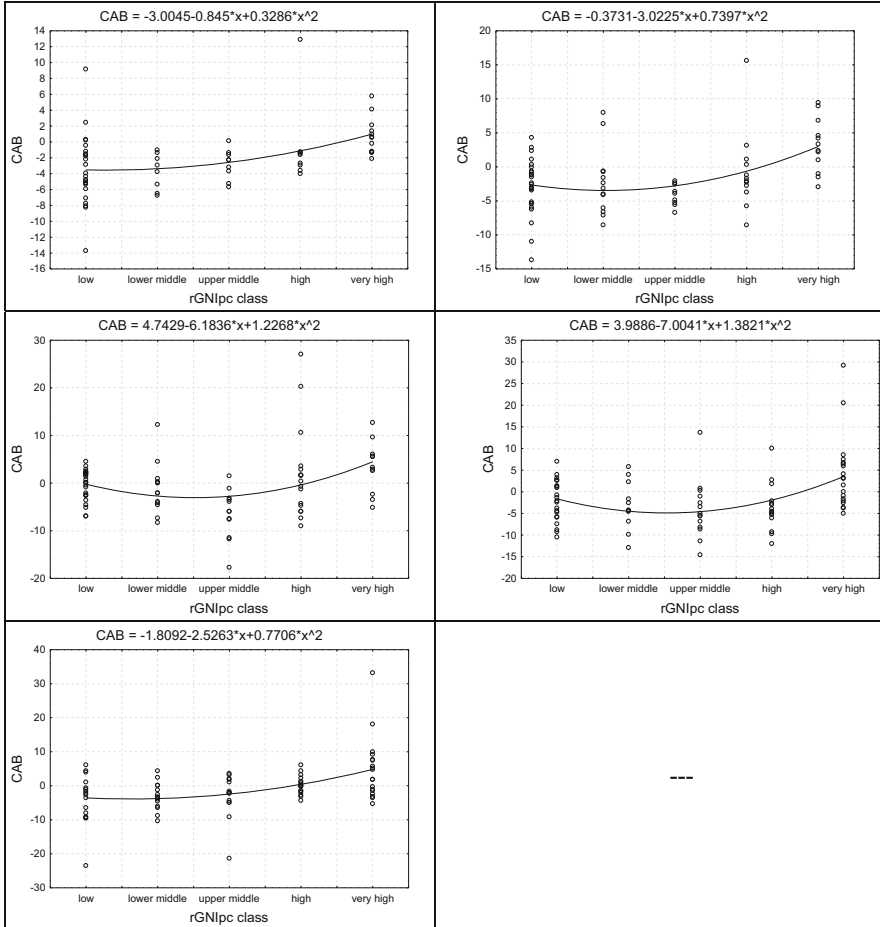 CAB = -3.0045-0.845*x+0.3286*x^2
14
12
10
8
6
4
2
0
-2
-4
-6
-8
-10
-12
-14
-16
CAB
low lower middle upper middle high very high
rGNIpc class
CAB = -0.3731-3.0225*x+0.7397*x^2
20
15
10
5
0
-5
-10
-15
CAB
low lower middle upper middle high very high
rGNIpc class
CAB = 4.7429-6.1836*x+1.2268*x^2
30
20
10
0
-10
-20
CAB
low lower middle upper middle high very high
rGNIpc class
CAB = 3.9886-7.0041*x+1.3821*x^2
35
30
25
20
15
10
5
0
-5
-10
-15
-20
CAB
low lower middle upper middle high very high
rGNIpc class
CAB = -1.8092-2.5263*x+0.7706*x^2
40
30
20
10
0
-10
-20
-30
CAB
low lower middle upper middle high very high
rGNIpc class
---